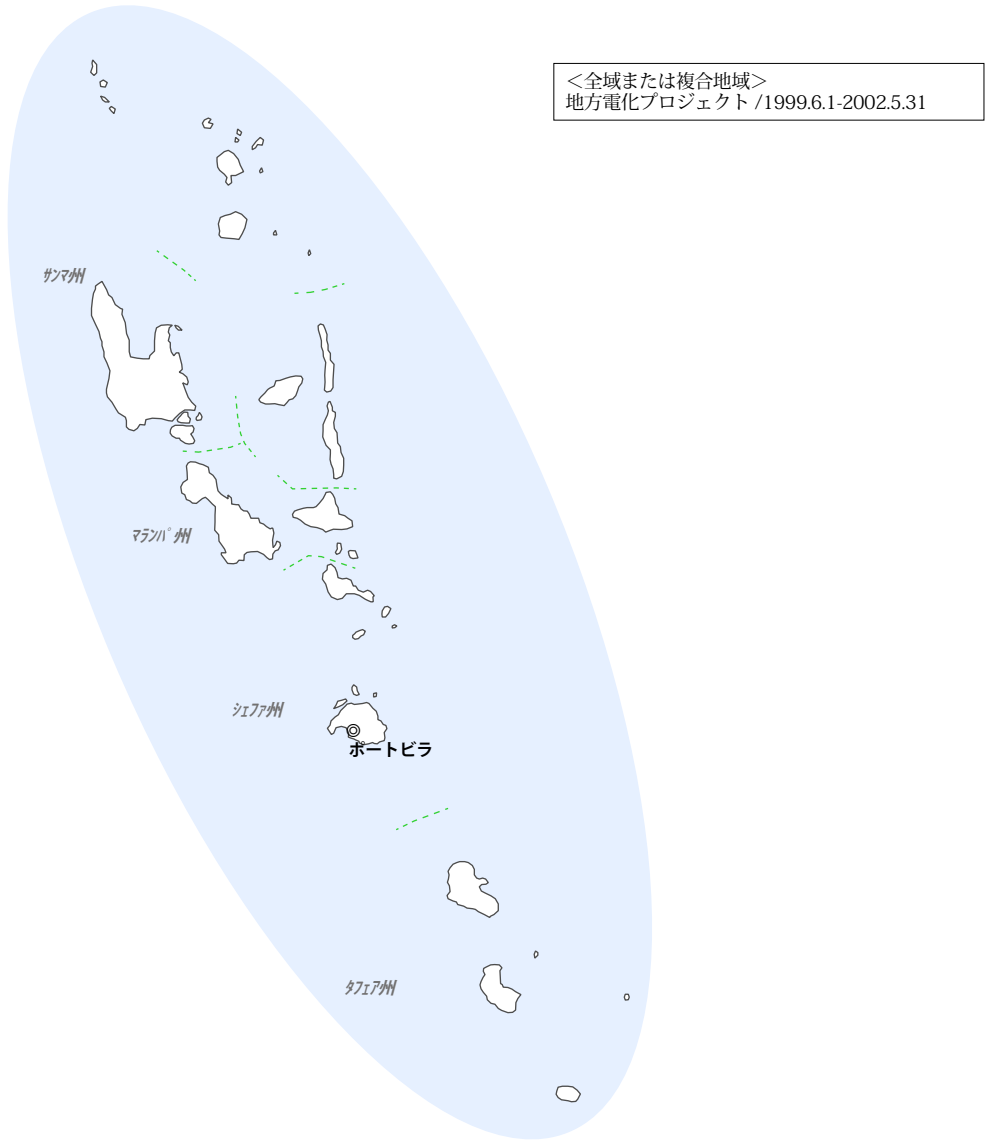 ＜全域または複合地域＞
地方電化プロジェクト /1999.6.1-2002.5.31
ｻﾝﾏ州
ﾏﾗﾝﾊﾟ州
ｼｪﾌｧ州
ポートビラ
ﾀﾌｪｱ州